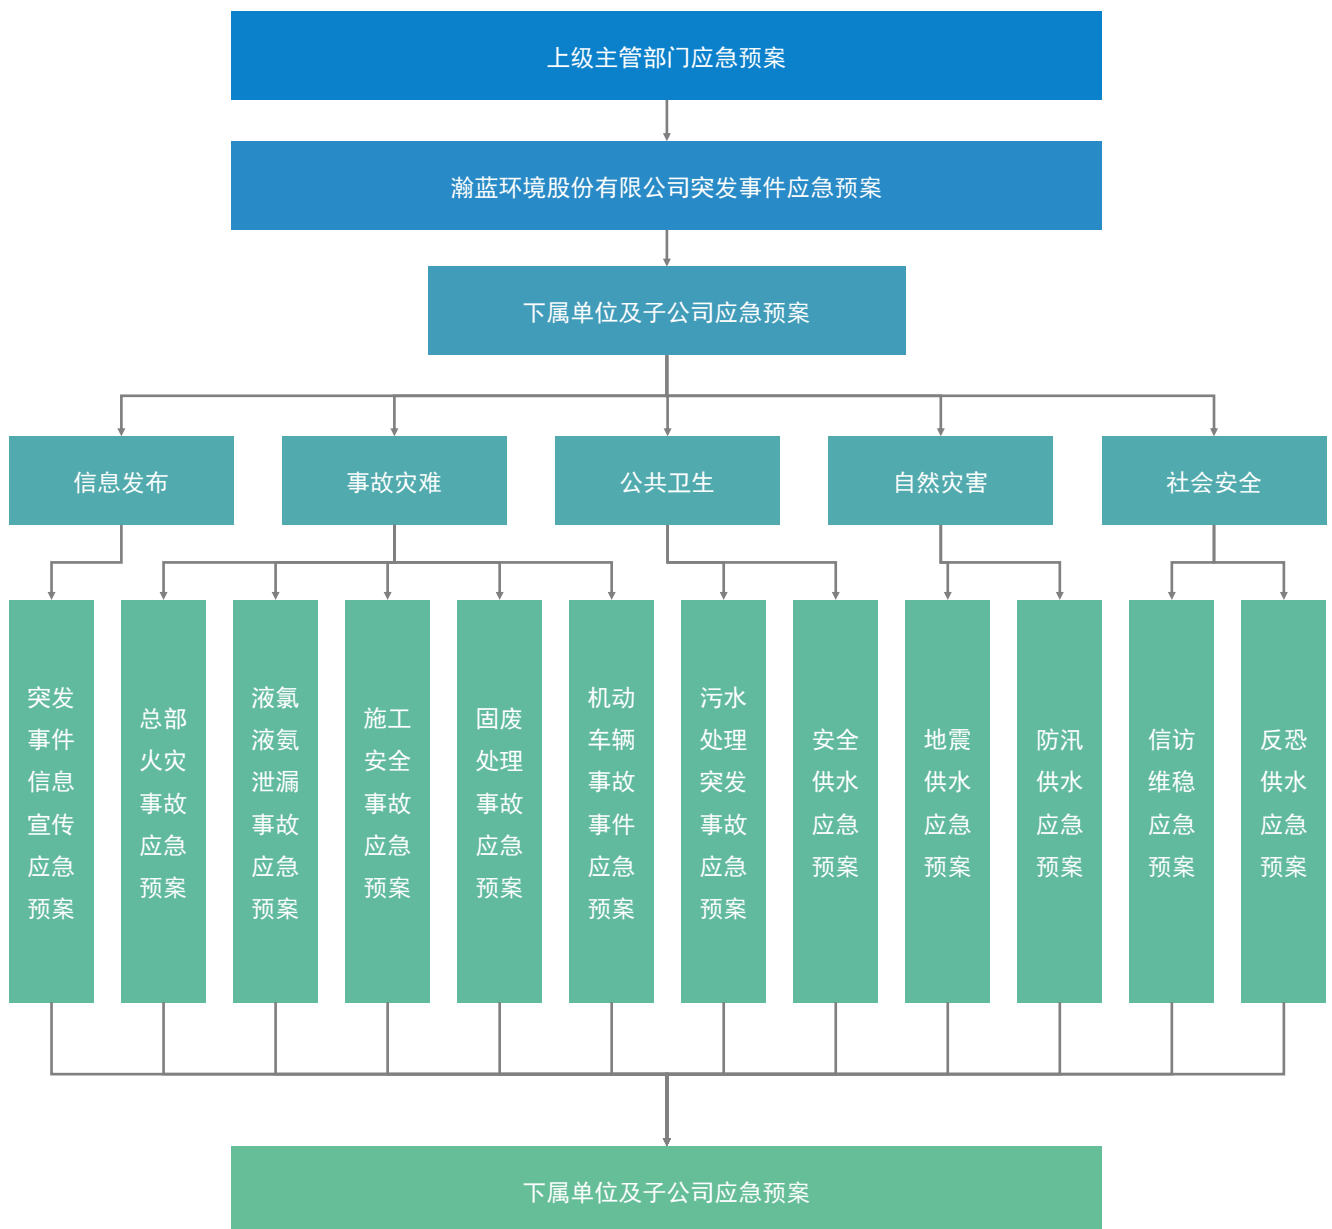 上级主管部门应急预案
瀚蓝环境股份有限公司突发事件应急预案
下属单位及子公司应急预案
信息发布
事故灾难
公共卫生
自然灾害
社会安全
突发
事件
信息
宣传
应急
预案
总部
火灾
事故
应急
预案
液氯
液氨
泄漏
事故
应急
预案
施工
安全
事故
应急
预案
固废
处理
事故
应急
预案
机动
车辆
事故
事件
应急
预案
污水
处理
突发
事故
应急
预案
安全
供水
应急
预案
地震
供水
应急
预案
防汛
供水
应急
预案
信访
维稳
应急
预案
反恐
供水
应急
预案
下属单位及子公司应急预案